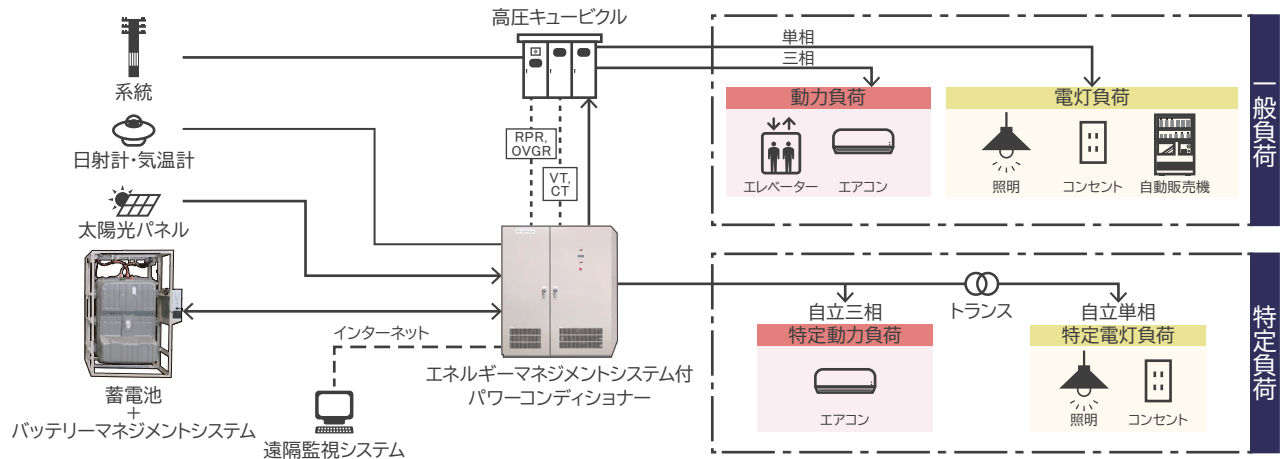 高圧キュービクル
系統
日射計・気温計
太陽光パネル
蓄電池
+
バッテリーマネジメントシステム
インターネット
遠隔監視システム
RPR,
OVGR
VT,
CT
エネルギーマネジメントシステム付
パワーコンディショナー
単相
三相
動力負荷
エレベーター
エアコン
電灯負荷
照明
コンセント
自動販売機
一般負荷
自立三相
特定動力負荷
エアコン
トランス
自立単相
特定電灯負荷
照明
コンセント
特定負荷